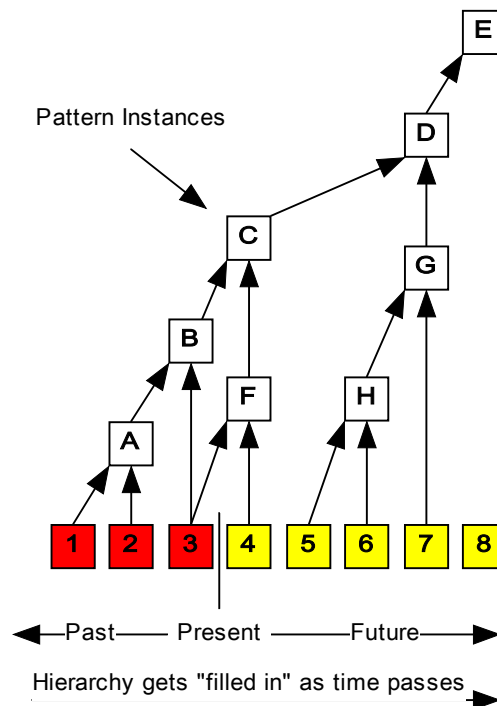 E
D
Pattern Instances
C
G
B
F
H
A
1 2 3 4 5 6 7 8
Past Present Future
Hierarchy gets "filled in" as time passes